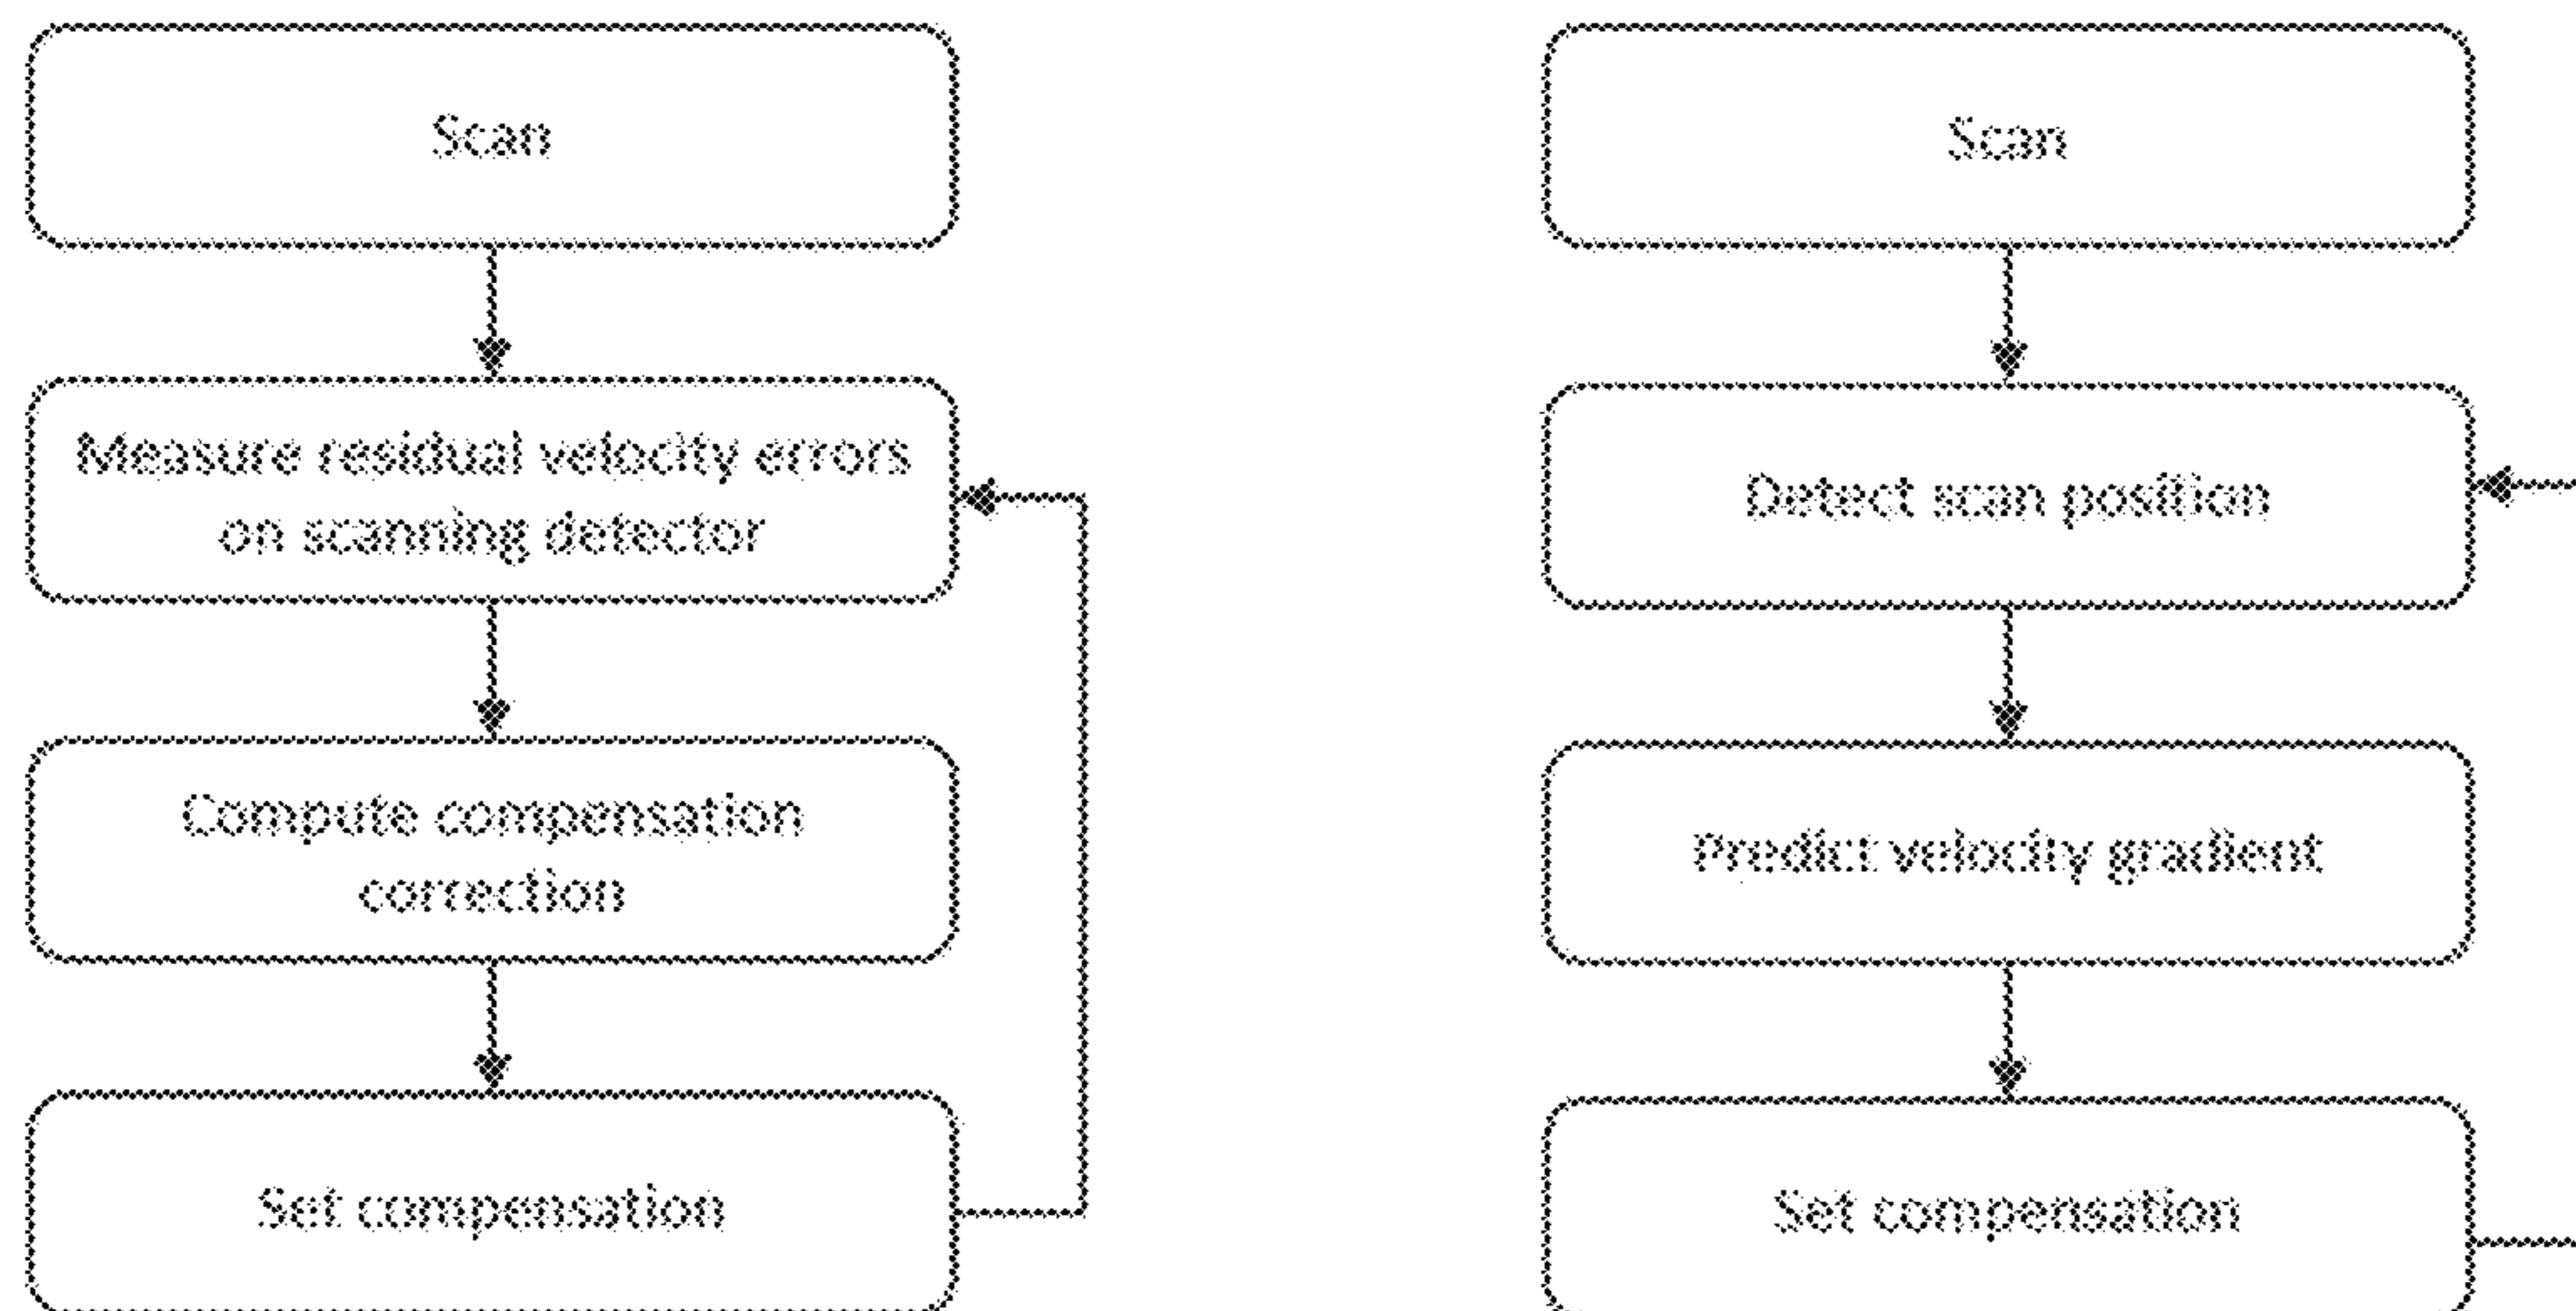 Scan
Measure residual velocity errors
on scanning detector
Compute compensation
correction
Set compensation
Scan
Detect scan position
Predict velocity gradient
Set compensation